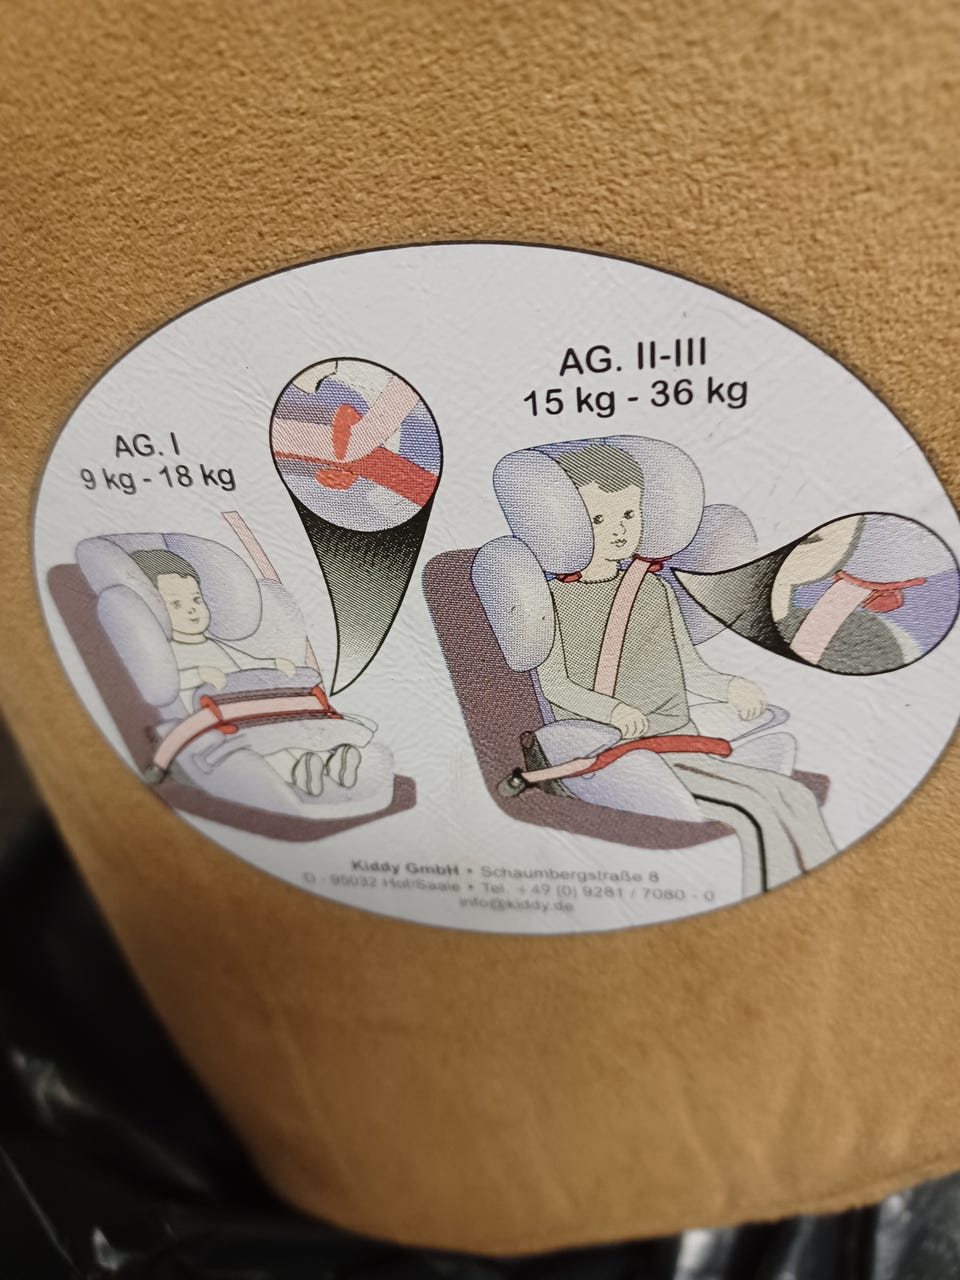 AG. I
9 kg - 18 kg
AG. II-III
15 kg - 36 kg
Kiddy GmbH • Schaumbergstraße 8
D - 95032 Hof/Saale • Tel. +49 (0) 9281 / 7080 - 0
info@kiddy.de